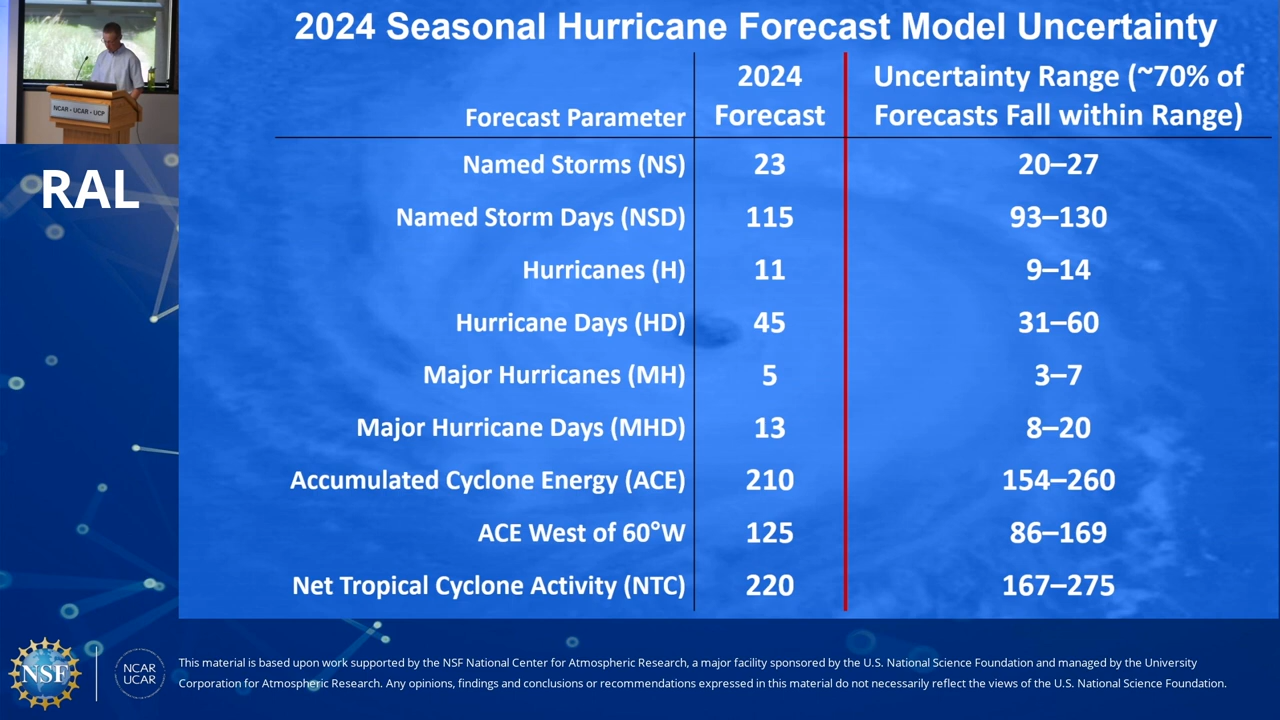 2024 Seasonal Hurricane Forecast Model Uncertainty
Forecast Parameter
2024
Forecast
Uncertainty Range (~70% of
Forecasts Fall within Range)
Named Storms (NS) 23 20–27
Named Storm Days (NSD) 115 93–130
Hurricanes (H) 11 9–14
Hurricane Days (HD) 45 31–60
Major Hurricanes (MH) 5 3–7
Major Hurricane Days (MHD) 13 8–20
Accumulated Cyclone Energy (ACE) 210 154–260
ACE West of 60°W 125 86–169
Net Tropical Cyclone Activity (NTC) 220 167–275
NCAR • UCAR • UCP
RAL
NSF
NCAR
UCAR
This material is based upon work supported by the NSF National Center for Atmospheric Research, a major facility sponsored by the U.S. National Science Foundation and managed by the University
Corporation for Atmospheric Research. Any opinions, findings and conclusions or recommendations expressed in this material do not necessarily reflect the views of the U.S. National Science Foundation.